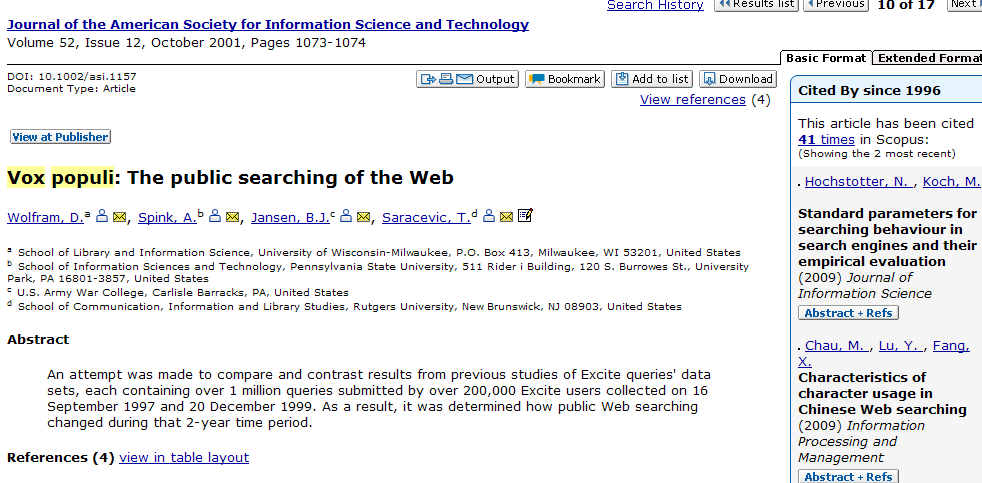 Search History Results list Previous 10 of 17 Next
Journal of the American Society for Information Science and Technology
Volume 52, Issue 12, October 2001, Pages 1073-1074
DOI: 10.1002/asi.1157
Document Type: Article
Output Bookmark Add to list Download
View references (4)
View at Publisher
Vox populi: The public searching of the Web
Wolfram, D.a, Spink, A.b, Jansen, B.J.c, Saracevic, T.d
a School of Library and Information Science, University of Wisconsin-Milwaukee, P.O. Box 413, Milwaukee, WI 53201, United States
b School of Information Sciences and Technology, Pennsylvania State University, 511 Rider i Building, 120 S. Burrowes St., University
Park, PA 16801-3857, United States
c U.S. Army War College, Carlisle Barracks, PA, United States
d School of Communication, Information and Library Studies, Rutgers University, New Brunswick, NJ 08903, United States
Abstract
An attempt was made to compare and contrast results from previous studies of Excite queries' data
sets, each containing over 1 million queries submitted by over 200,000 Excite users collected on 16
September 1997 and 20 December 1999. As a result, it was determined how public Web searching
changed during that 2-year time period.
References (4) view in table layout
Basic Format Extended Format
Cited By since 1996
This article has been cited
41 times in Scopus:
(Showing the 2 most recent)
. Hochstotter, N. , Koch, M.
Standard parameters for
searching behaviour in
search engines and their
empirical evaluation
(2009) Journal of
Information Science
Abstract + Refs
. Chau, M. , Lu, Y. , Fang,
X.
Characteristics of
character usage in
Chinese Web searching
(2009) Information
Processing and
Management
Abstract + Refs